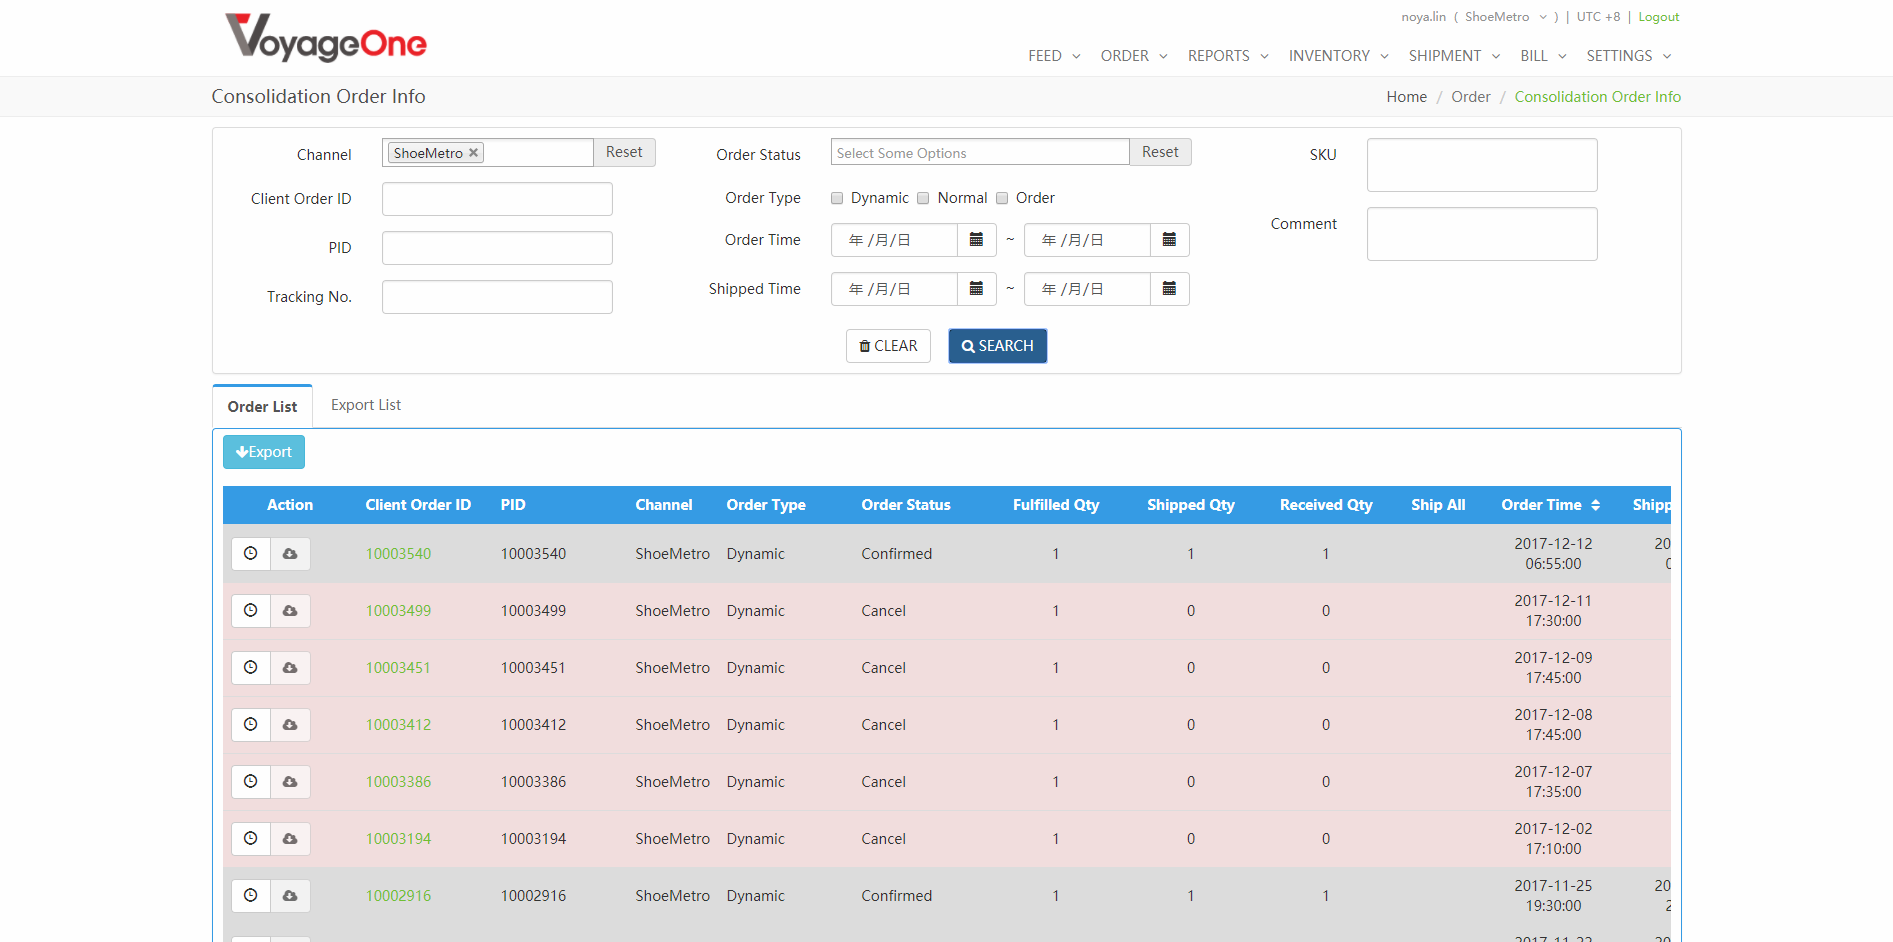 VoyageOne
noya.lin ( ShoeMetro ) | UTC +8 | Logout
FEED ORDER REPORTS INVENTORY SHIPMENT BILL SETTINGS
Consolidation Order Info
Home / Order / Consolidation Order Info
Channel ShoeMetro Reset Order Status Select Some Options Reset SKU
Client Order ID Order Type Dynamic Normal Order
Comment
PID Order Time 年 /月/日 ~ 年 /月/日
Tracking No. Shipped Time 年 /月/日 ~ 年 /月/日
CLEAR SEARCH
Order List Export List
Export
Action Client Order ID PID Channel Order Type Order Status Fulfilled Qty Shipped Qty Received Qty Ship All Order Time
10003540 10003540 ShoeMetro Dynamic Confirmed 1 1 1 2017-12-12
06:55:00
10003499 10003499 ShoeMetro Dynamic Cancel 1 0 0 2017-12-11
17:30:00
10003451 10003451 ShoeMetro Dynamic Cancel 1 0 0 2017-12-09
17:45:00
10003412 10003412 ShoeMetro Dynamic Cancel 1 0 0 2017-12-08
17:45:00
10003386 10003386 ShoeMetro Dynamic Cancel 1 0 0 2017-12-07
17:35:00
10003194 10003194 ShoeMetro Dynamic Cancel 1 0 0 2017-12-02
17:10:00
10002916 10002916 ShoeMetro Dynamic Confirmed 1 1 1 2017-11-25
19:30:00